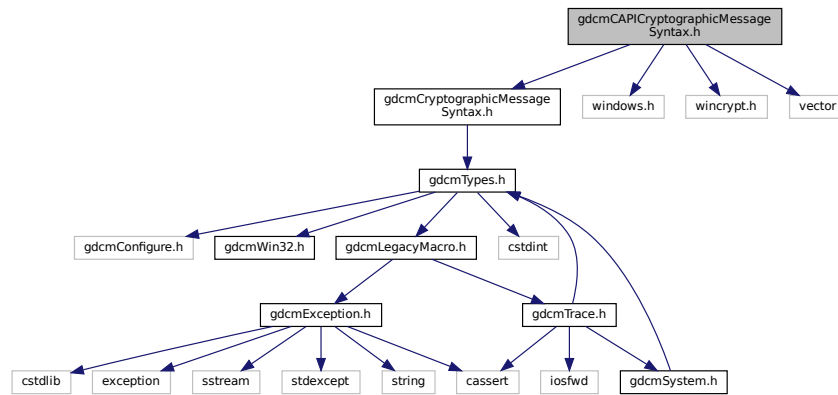 gdcmCAPICryptographicMessage
Syntax.h
gdcmCryptographicMessage
Syntax.h
windows.h
wincrypt.h
vector
gdcmTypes.h
gdcmConfigure.h
gdcmWin32.h
gdcmLegacyMacro.h
cstdint
gdcmException.h
gdcmTrace.h
cstdlib
exception
sstream
stdexcept
string
cassert
iosfwd
gdcmSystem.h